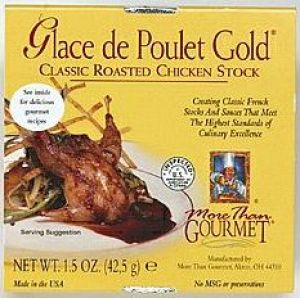 Glace de Poulet Gold®
CLASSIC ROASTED CHICKEN STOCK
See inside
for delicious
gourmet
recipes
Creating Classic French
Stocks And Sauces That Meet
The Highest Standards of
Culinary Excellence
INSPECTED
U.S.
Serving Suggestion
More Than
GOURMET®
Manufactured by
More Than Gourmet, Akron, OH 44310
NET WT. 1.5 OZ. (42,5 g) e
Made in the USA
No MSG or preservatives